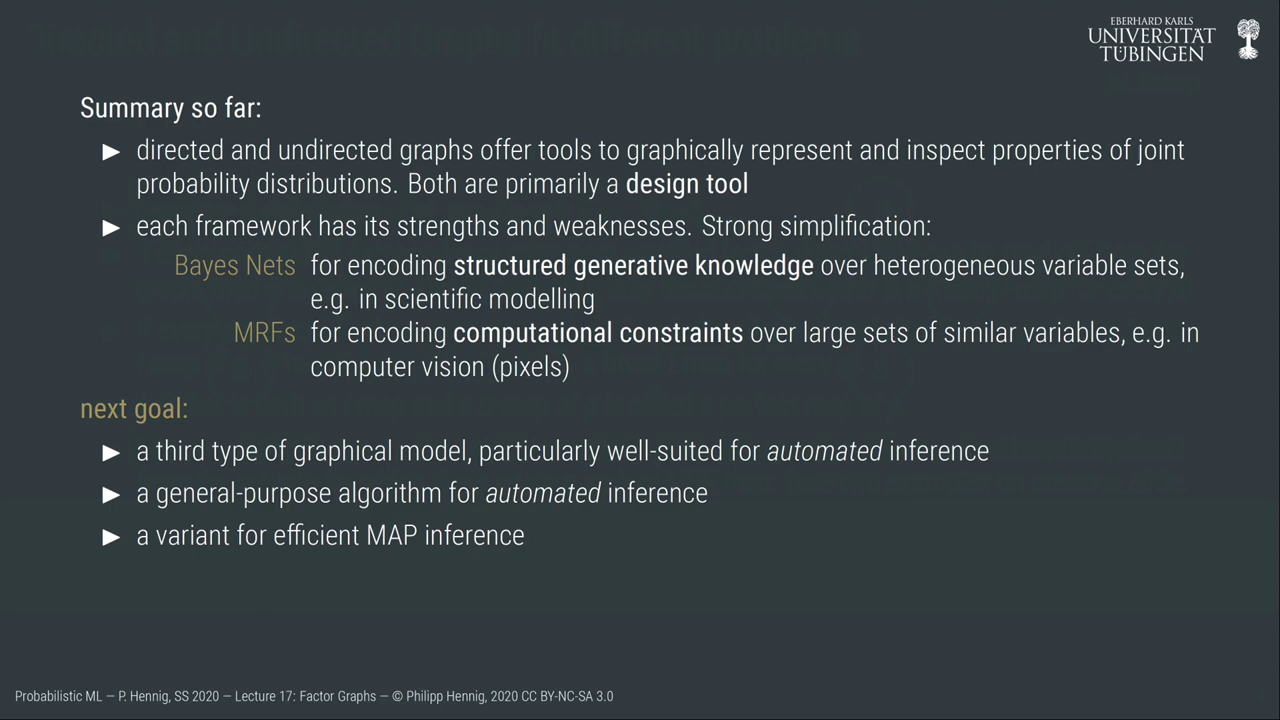 EBERHARD KARLS
UNIVERSITÄT
TÜBINGEN
Summary so far:
▶ directed and undirected graphs offer tools to graphically represent and inspect properties of joint
probability distributions. Both are primarily a design tool
▶ each framework has its strengths and weaknesses. Strong simplification:
Bayes Nets for encoding structured generative knowledge over heterogeneous variable sets,
e.g. in scientific modelling
MRFs for encoding computational constraints over large sets of similar variables, e.g. in
computer vision (pixels)
next goal:
▶ a third type of graphical model, particularly well-suited for automated inference
▶ a general-purpose algorithm for automated inference
▶ a variant for efficient MAP inference
Probabilistic ML — P. Hennig, SS 2020 — Lecture 17: Factor Graphs — © Philipp Hennig, 2020 CC BY-NC-SA 3.0